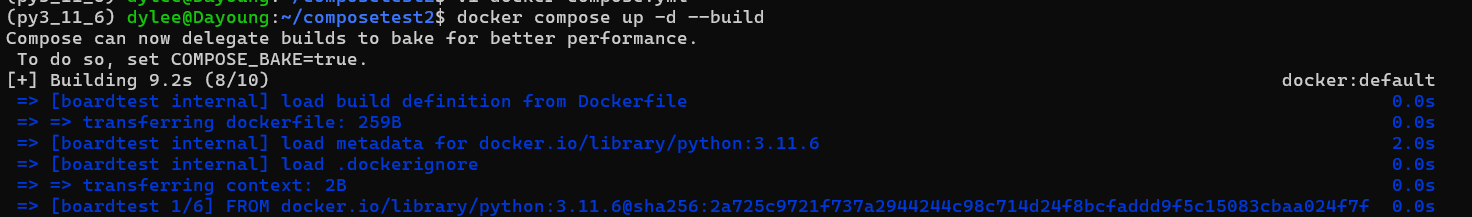 (py3_11_6) dylee@Dayoung:~/composetest2$ docker compose up -d --build
Compose can now delegate builds to bake for better performance.
 To do so, set COMPOSE_BAKE=true.
[+] Building 9.2s (8/10) docker:default
 => [boardtest internal] load build definition from Dockerfile 0.0s
 => => transferring dockerfile: 259B 0.0s
 => [boardtest internal] load metadata for docker.io/library/python:3.11.6 2.0s
 => [boardtest internal] load .dockerignore 0.0s
 => => transferring context: 2B 0.0s
 => [boardtest 1/6] FROM docker.io/library/python:3.11.6@sha256:2a725c9721f737a2944244c98c714d24f8bcfaddd9f5c15083cbaa024f7f 0.0s